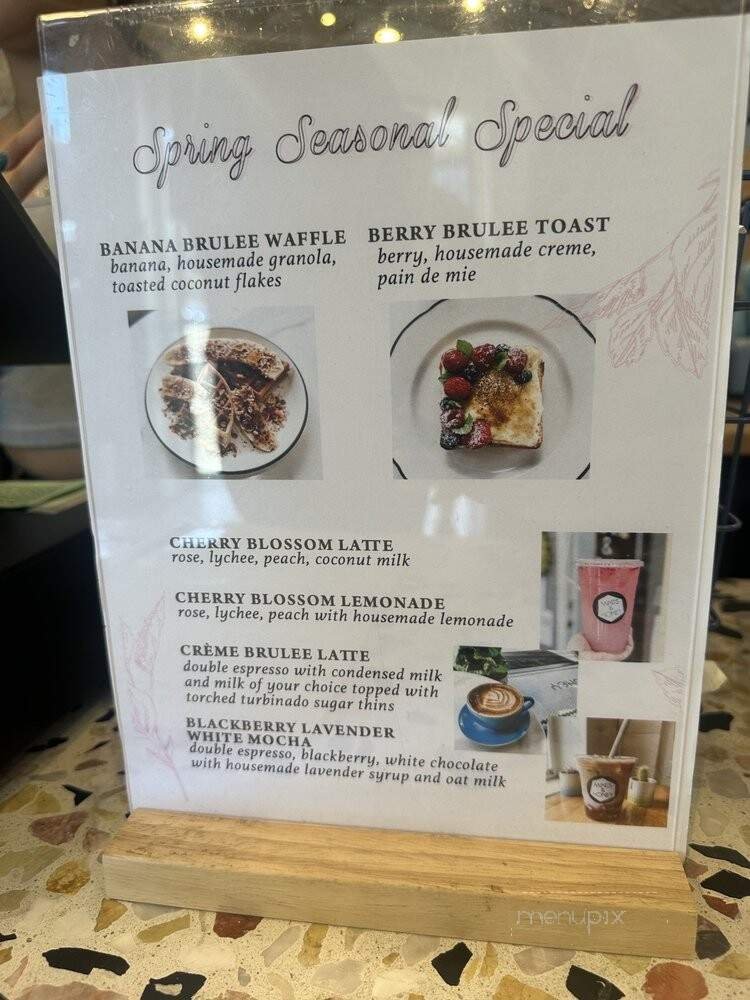 Spring Seasonal Special
BANANA BRULEE WAFFLE
banana, housemade granola,
toasted coconut flakes
BERRY BRULEE TOAST
berry, housemade creme,
pain de mie
CHERRY BLOSSOM LATTE
rose, lychee, peach, coconut milk
CHERRY BLOSSOM LEMONADE
rose, lychee, peach with housemade lemonade
CRÈME BRULEE LATTE
double espresso with condensed milk
and milk of your choice topped with
torched turbinado sugar thins
BLACKBERRY LAVENDER
WHITE MOCHA
double espresso, blackberry, white chocolate
with housemade lavender syrup and oat milk
menupix